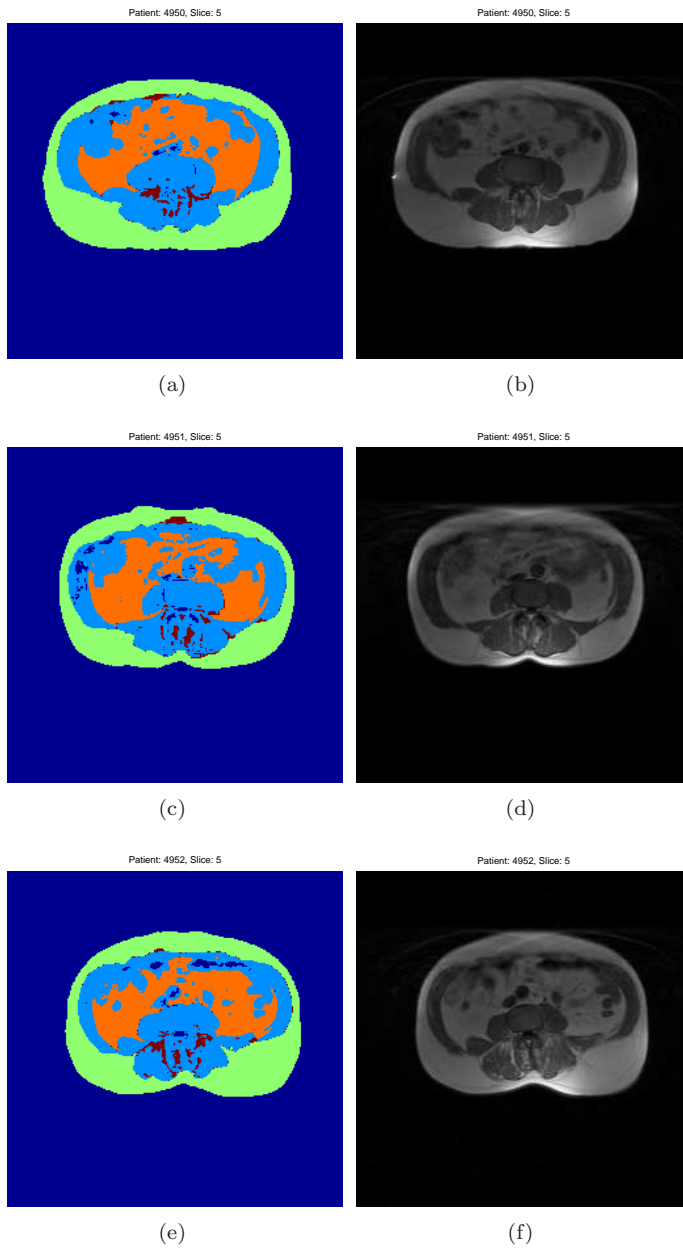 Patient: 4950, Slice: 5
Patient: 4950, Slice: 5
(a)
(b)
Patient: 4951, Slice: 5
Patient: 4951, Slice: 5
(c)
(d)
Patient: 4952, Slice: 5
Patient: 4952, Slice: 5
(e)
(f)